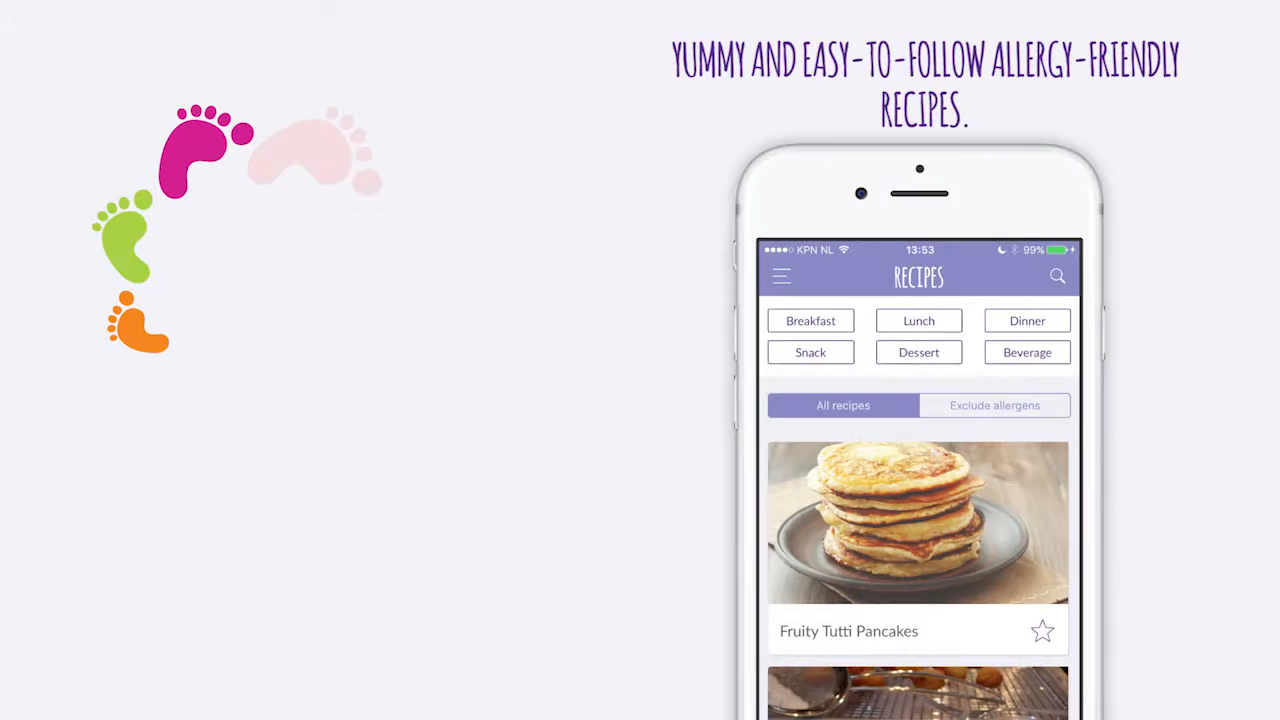 YUMMY AND EASY-TO-FOLLOW ALLERGY-FRIENDLY
RECIPES.
KPN NL 13:53 99%
RECIPES
Breakfast Lunch Dinner
Snack Dessert Beverage
All recipes Exclude allergens
Fruity Tutti Pancakes